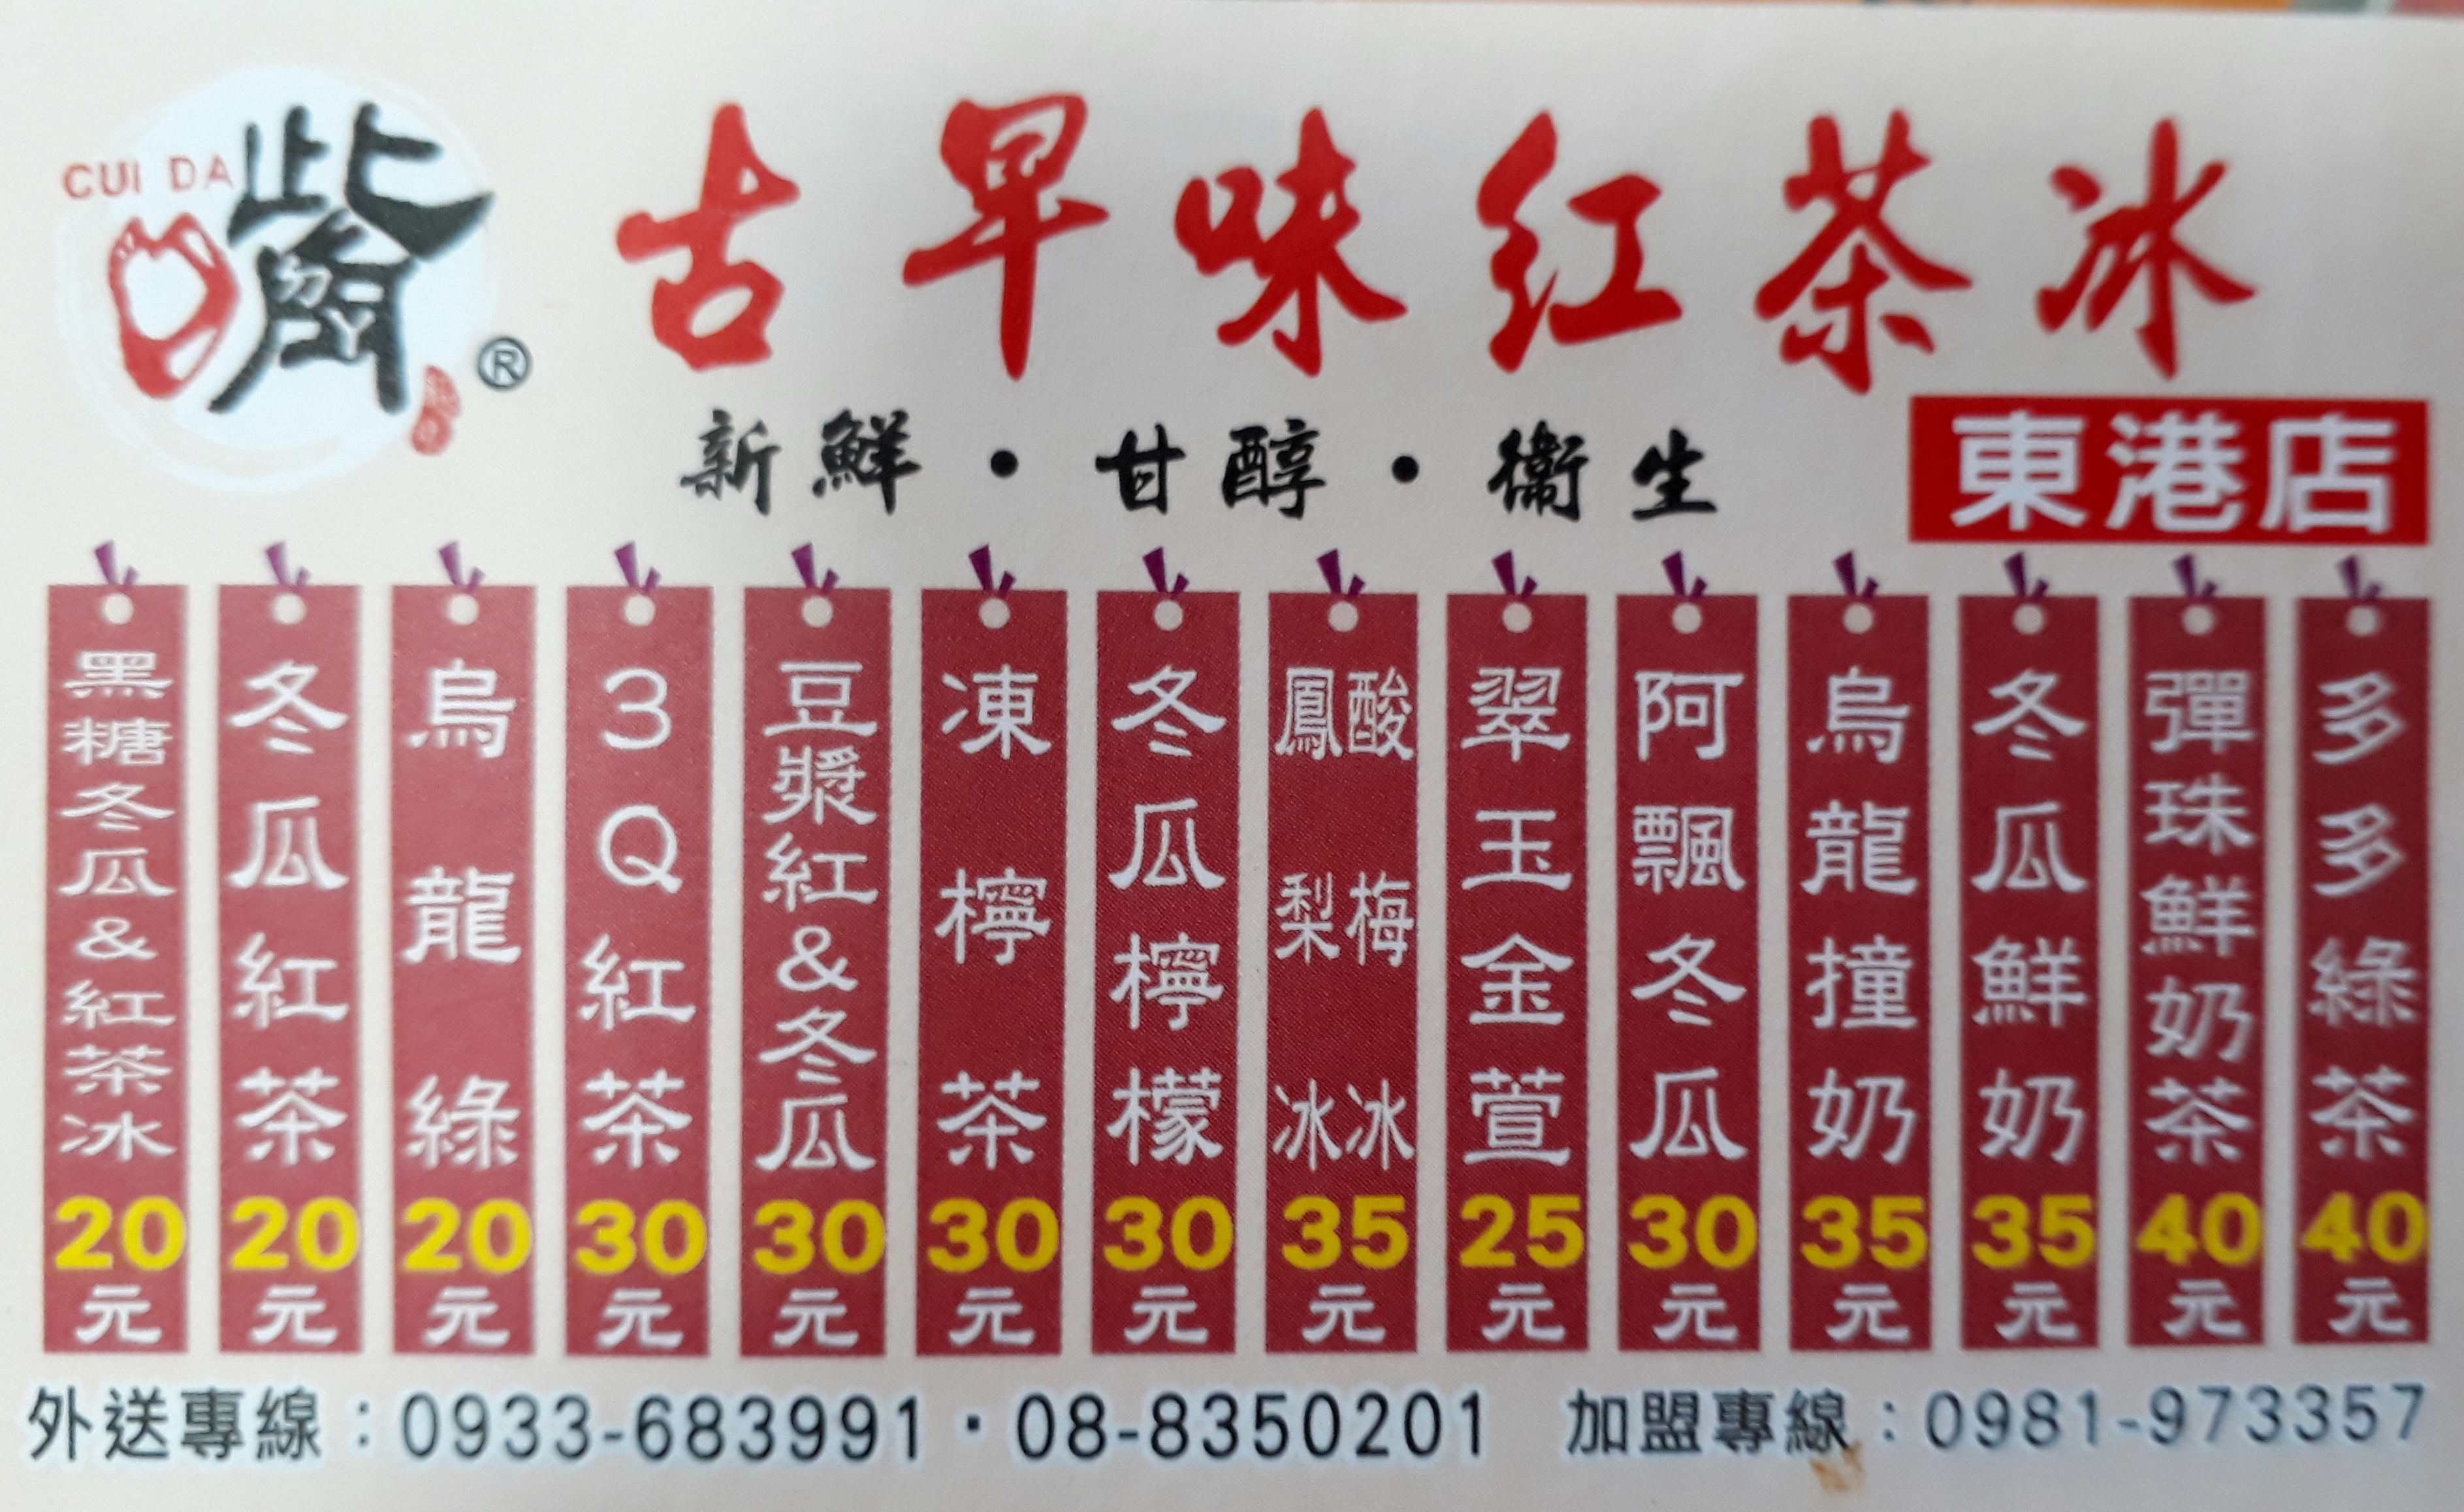 CUI DA
嘴®
古早味紅茶冰
新鮮・甘醇・衛生
東港店
黑糖冬瓜&紅茶冰20元
冬瓜紅茶20元
烏龍綠20元
3Q紅茶30元
豆漿紅&冬瓜30元
凍檸茶30元
冬瓜檸檬30元
酸梅冰
鳳梨冰
35元
翠玉金萱25元
阿飄冬瓜30元
烏龍撞奶35元
冬瓜鮮奶35元
彈珠鮮奶茶40元
多多綠茶40元
外送專線：0933-683991・08-8350201 加盟專線：0981-973357